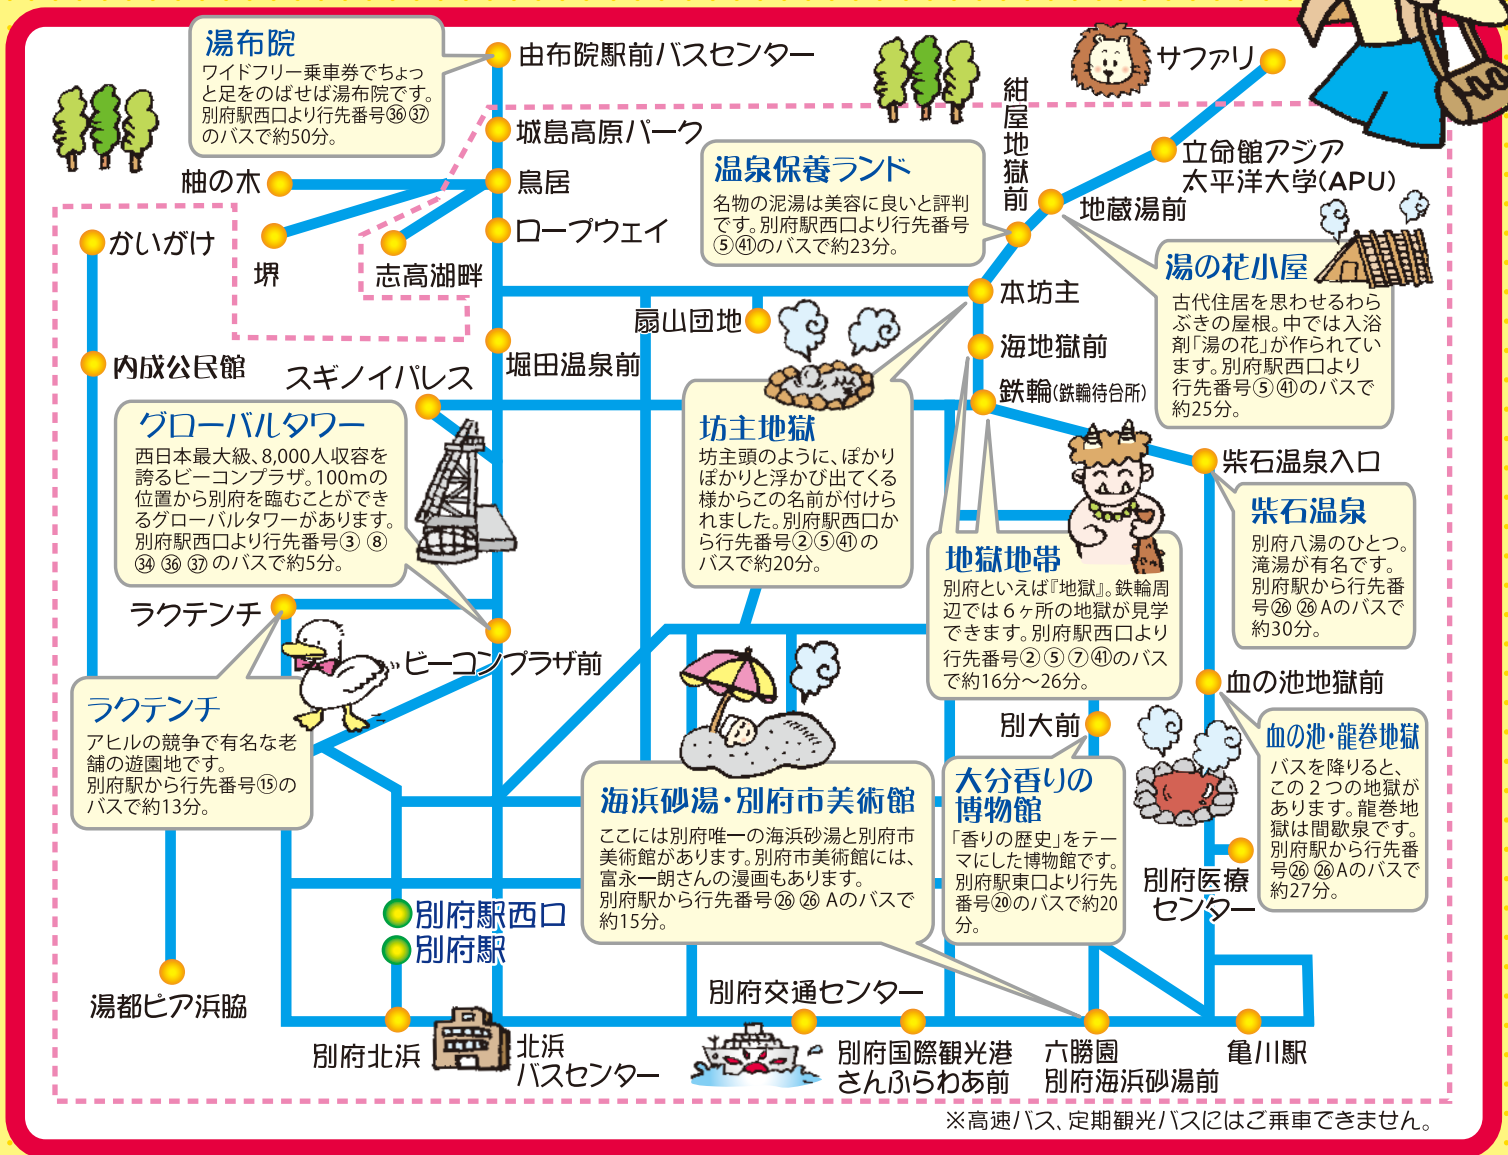 湯布院
ワイドフリー乗車券でちょっ
と足をのばせば湯布院です。
別府駅西口より行先番号㊱㊲
のバスで約50分。
由布院駅前バスセンター
サファリ
城島高原パーク
紺屋地獄前
立命館アジア
太平洋大学(APU)
温泉保養ランド
名物の泥湯は美容に良いと評判
です。別府駅西口より行先番号
⑤㊶のバスで約23分。
柚の木
鳥居
地蔵湯前
かいがけ
堺
志高湖畔
ロープウェイ
湯の花小屋
古代住居を思わせるわら
ぶきの屋根。中では入浴
剤「湯の花」が作られてい
ます。別府駅西口より
行先番号⑤㊶のバスで
約25分。
本坊主
扇山団地
海地獄前
内成公民館
スギノイパレス
堀田温泉前
鉄輪(鉄輪待合所)
グローバルタワー
西日本最大級、8,000人収容を
誇るビーコンプラザ。100mの
位置から別府を臨むことができ
るグローバルタワーがあります。
別府駅西口より行先番号③ ⑧
㉞ ㊱ ㊲ のバスで約5分。
坊主地獄
坊主頭のように、ぽかり
ぽかりと浮かび出てくる
様からこの名前が付けら
れました。別府駅西口か
ら行先番号②⑤㊶の
バスで約20分。
柴石温泉入口
柴石温泉
別府八湯のひとつ。
滝湯が有名です。
別府駅から行先番
号㉖ ㉖ Aのバスで
約30分。
地獄地帯
別府といえば『地獄』。鉄輪周
辺では６ヶ所の地獄が見学
できます。別府駅西口より
行先番号②⑤⑦㊶のバス
で約16分～26分。
ラクテンチ
ビーコンプラザ前
血の池地獄前
ラクテンチ
アヒルの競争で有名な老
舗の遊園地です。
別府駅から行先番号⑮の
バスで約13分。
別大前
血の池・龍巻地獄
バスを降りると、
この２つの地獄が
あります。龍巻地
獄は間歇泉です。
別府駅から行先番
号㉖ ㉖Aのバスで
約27分。
海浜砂湯・別府市美術館
ここには別府唯一の海浜砂湯と別府市
美術館があります。別府市美術館には、
富永一朗さんの漫画もあります。
別府駅から行先番号㉖ ㉖ Aのバスで
約15分。
大分香りの
博物館
「香りの歴史」をテー
マにした博物館です。
別府駅東口より行先
番号⑳のバスで約20
分。
別府医療
センター
別府駅西口
別府駅
湯都ピア浜脇
別府交通センター
別府北浜
北浜
バスセンター
別府国際観光港
さんふらわあ前
六勝園
別府海浜砂湯前
亀川駅
※高速バス、定期観光バスにはご乗車できません。